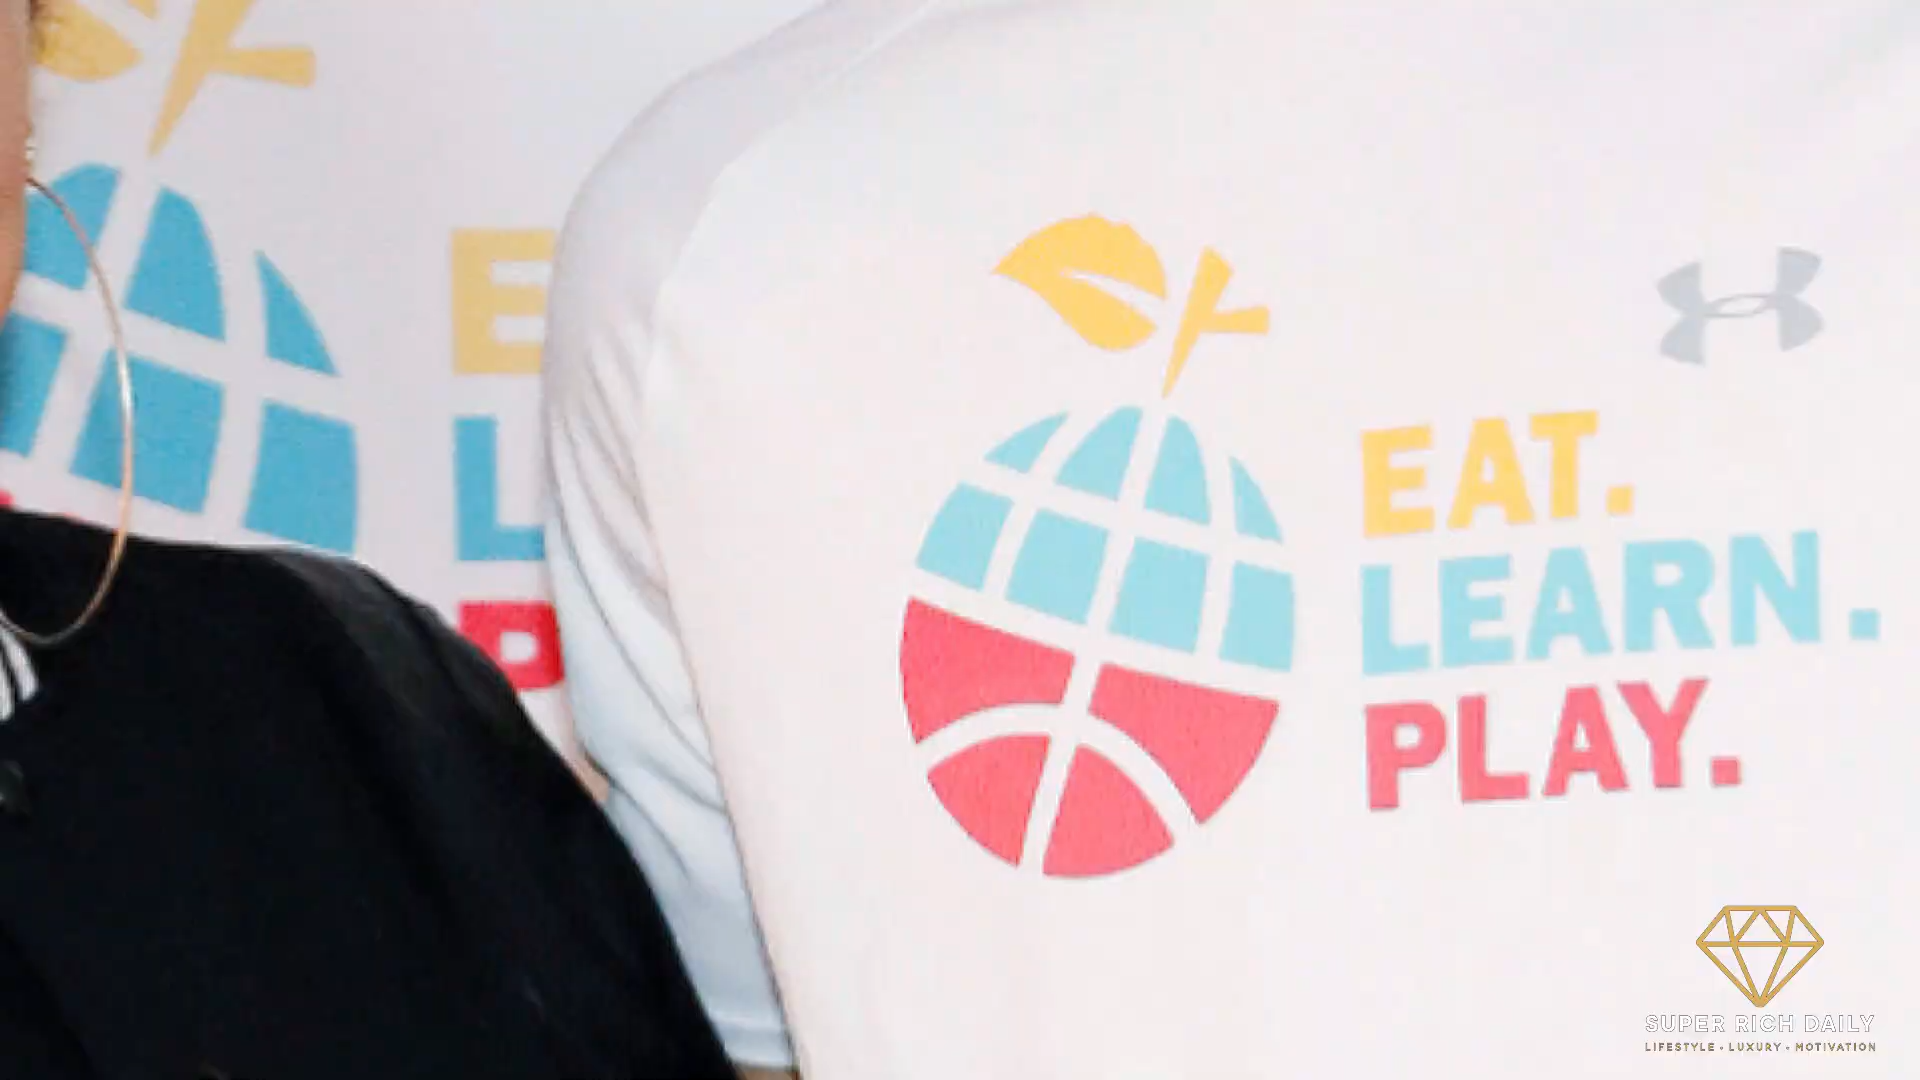 E
L
P
EAT.
LEARN.
PLAY.
SUPER RICH DAILY
LIFESTYLE • LUXURY • MOTIVATION